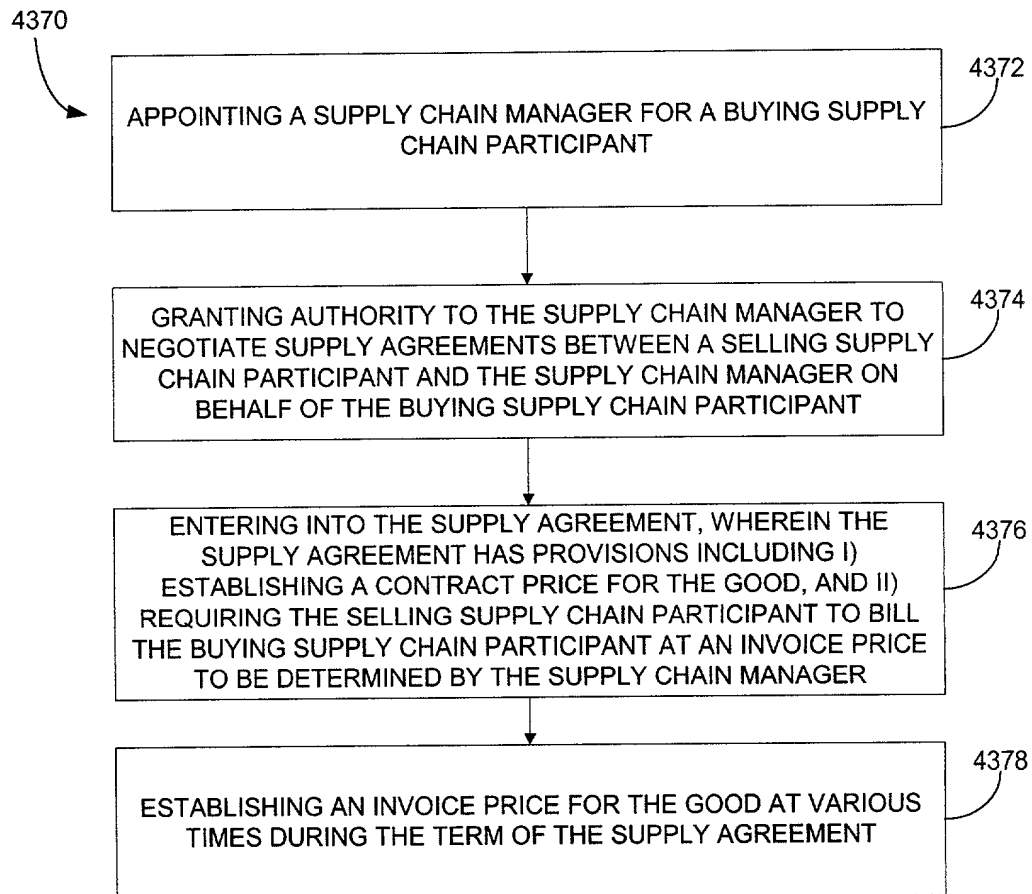 4370
4372
APPOINTING A SUPPLY CHAIN MANAGER FOR A BUYING SUPPLY
CHAIN PARTICIPANT
4374
GRANTING AUTHORITY TO THE SUPPLY CHAIN MANAGER TO
NEGOTIATE SUPPLY AGREEMENTS BETWEEN A SELLING SUPPLY
CHAIN PARTICIPANT AND THE SUPPLY CHAIN MANAGER ON
BEHALF OF THE BUYING SUPPLY CHAIN PARTICIPANT
4376
ENTERING INTO THE SUPPLY AGREEMENT, WHEREIN THE
SUPPLY AGREEMENT HAS PROVISIONS INCLUDING I)
ESTABLISHING A CONTRACT PRICE FOR THE GOOD, AND II)
REQUIRING THE SELLING SUPPLY CHAIN PARTICIPANT TO BILL
THE BUYING SUPPLY CHAIN PARTICIPANT AT AN INVOICE PRICE
TO BE DETERMINED BY THE SUPPLY CHAIN MANAGER
4378
ESTABLISHING AN INVOICE PRICE FOR THE GOOD AT VARIOUS
TIMES DURING THE TERM OF THE SUPPLY AGREEMENT